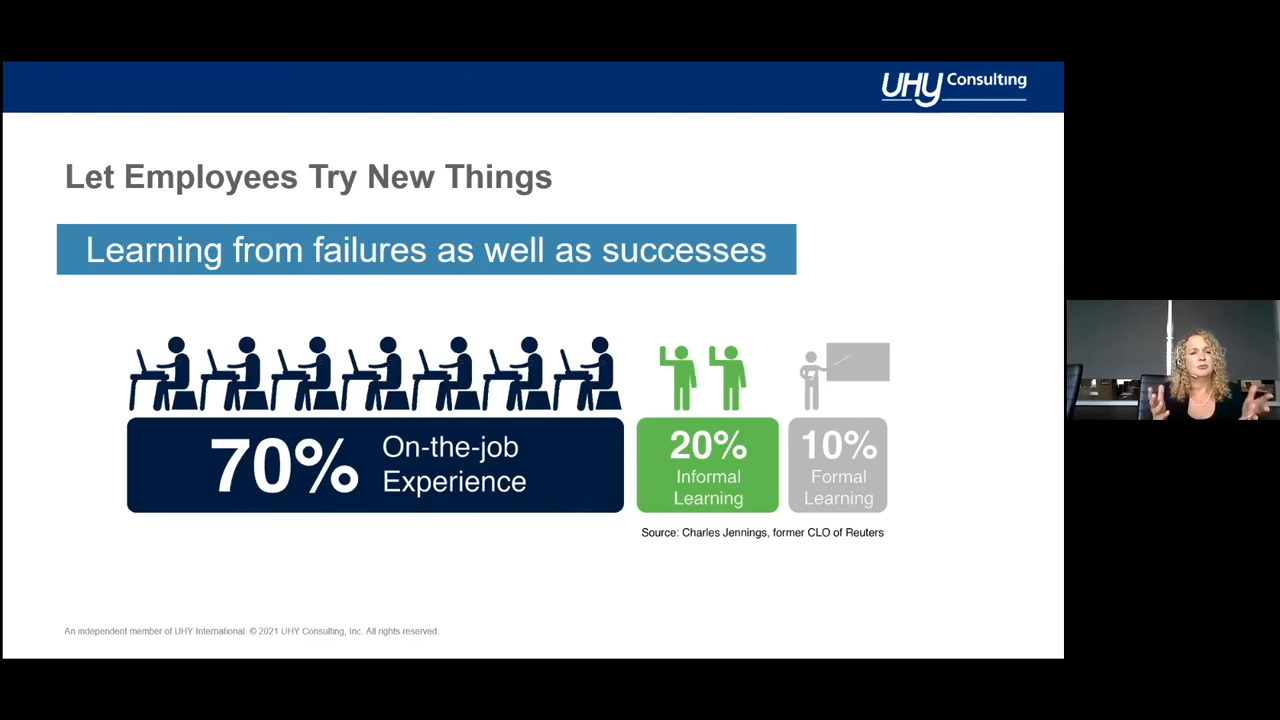 UHY Consulting
Let Employees Try New Things
Learning from failures as well as successes
70%
On-the-job
Experience
20%
Informal
Learning
10%
Formal
Learning
Source: Charles Jennings, former CLO of Reuters
An independent member of UHY International. © 2021 UHY Consulting, Inc. All rights reserved.